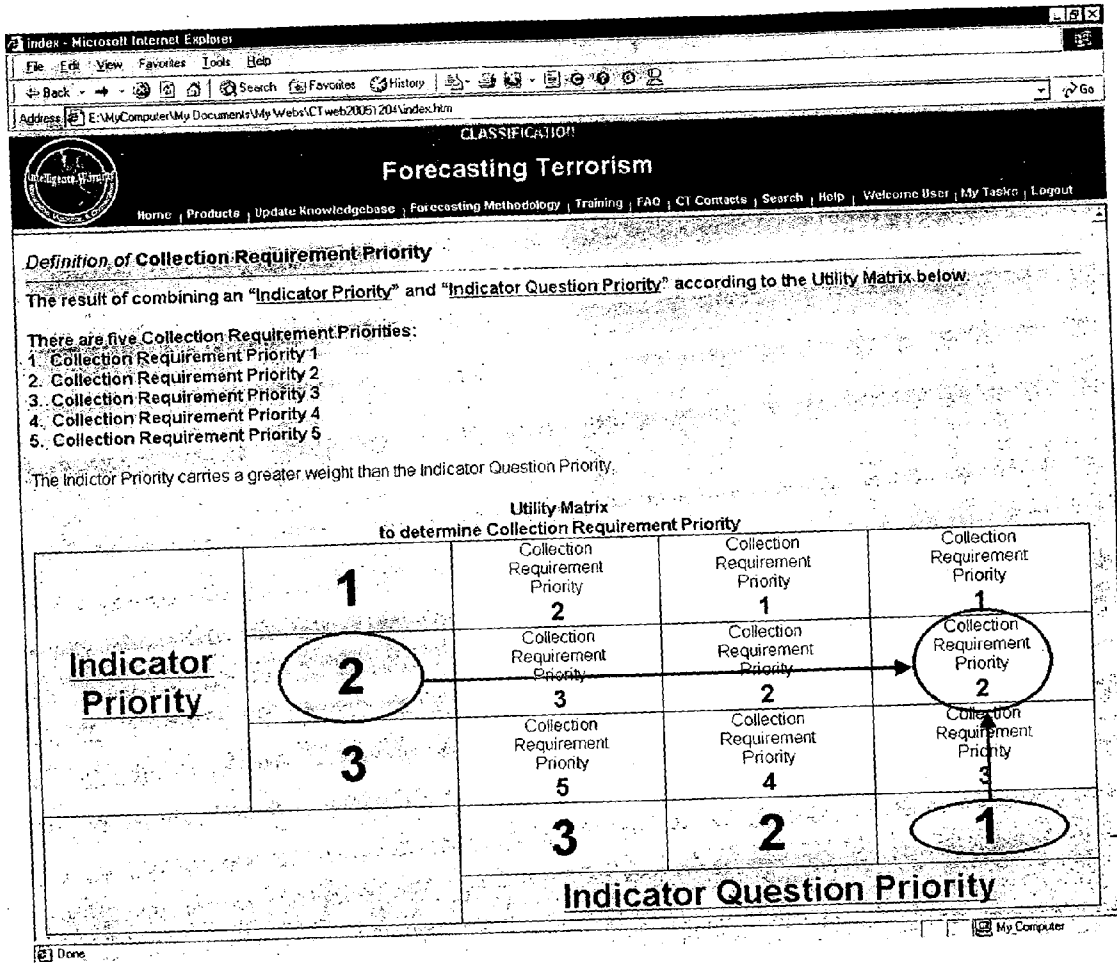 index - Microsoft Internet Explorer
File Edit View Favorites Tools Help
Back Search Favorites History
Address E:\MyComputer\My Documents\My Webs\CTweb20051204\index.htm Go
CLASSIFICATION
Forecasting Terrorism
Home | Products | Update Knowledgebase | Forecasting Methodology | Training | FAQ | CT Contacts | Search | Help | Welcome User | My Tasks | Logout
Definition of Collection Requirement Priority
The result of combining an “Indicator Priority” and “Indicator Question Priority” according to the Utility Matrix below.
There are five Collection Requirement Priorities:
1. Collection Requirement Priority 1
2. Collection Requirement Priority 2
3. Collection Requirement Priority 3
4. Collection Requirement Priority 4
5. Collection Requirement Priority 5
The Indictor Priority carries a greater weight than the Indicator Question Priority.
Utility Matrix
to determine Collection Requirement Priority
Indicator
Priority
1
Collection
Requirement
Priority
2
Collection
Requirement
Priority
1
Collection
Requirement
Priority
1
2
Collection
Requirement
Priority
3
Collection
Requirement
Priority
2
Collection
Requirement
Priority
2
3
Collection
Requirement
Priority
5
Collection
Requirement
Priority
4
Collection
Requirement
Priority
3
3
2
1
Indicator Question Priority
Done
My Computer